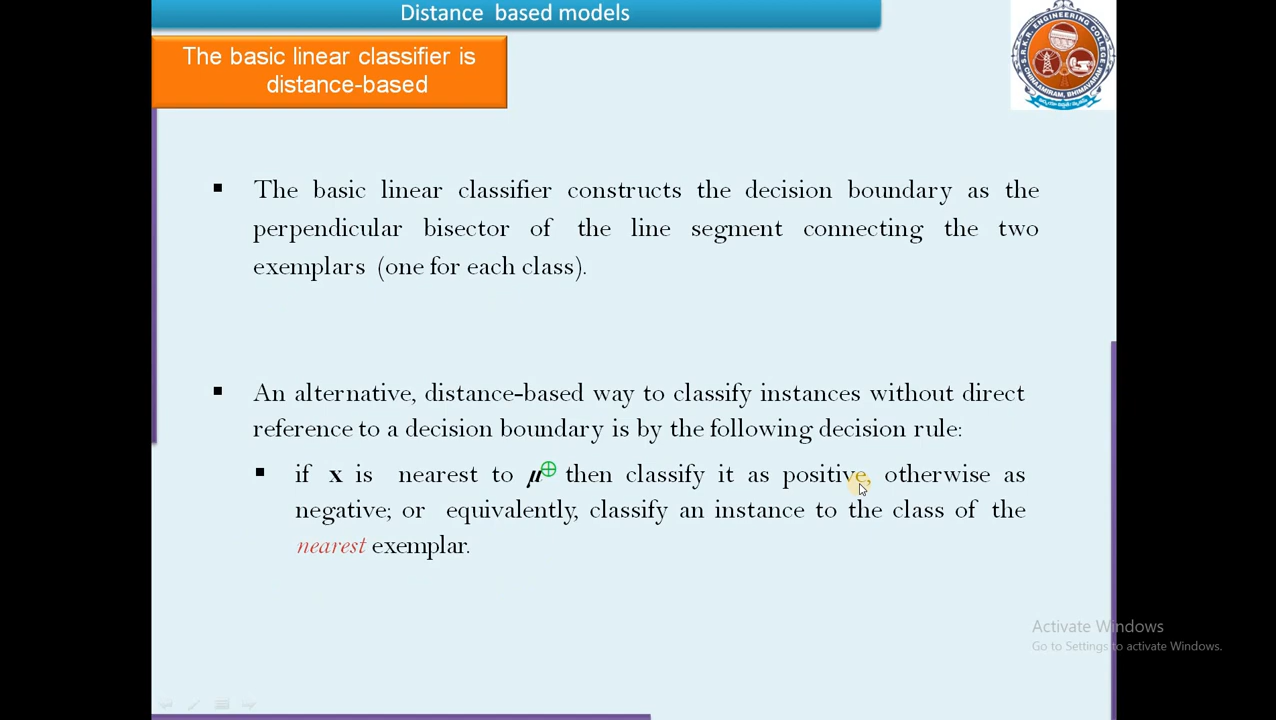 Distance based models
The basic linear classifier is
distance-based
S.R.K.R. ENGINEERING COLLEGE
CHINAAMIRAM, BHIMAVARAM
▪ The basic linear classifier constructs the decision boundary as the
perpendicular bisector of the line segment connecting the two
exemplars (one for each class).
▪ An alternative, distance-based way to classify instances without direct
reference to a decision boundary is by the following decision rule:
▪ if x is nearest to μ⊕ then classify it as positive, otherwise as
negative; or equivalently, classify an instance to the class of the
nearest exemplar.
Activate Windows
Go to Settings to activate Windows.